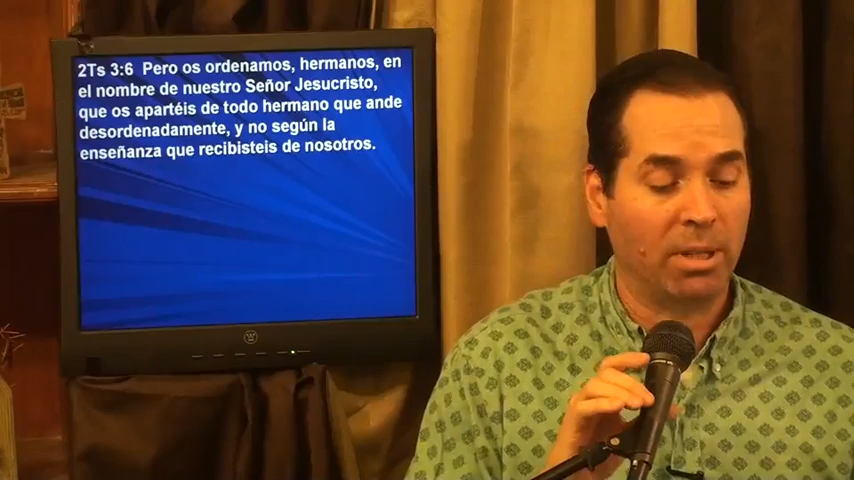 2Ts 3:6 Pero os ordenamos, hermanos, en
el nombre de nuestro Señor Jesucristo,
que os apartéis de todo hermano que ande
desordenadamente, y no según la
enseñanza que recibisteis de nosotros.